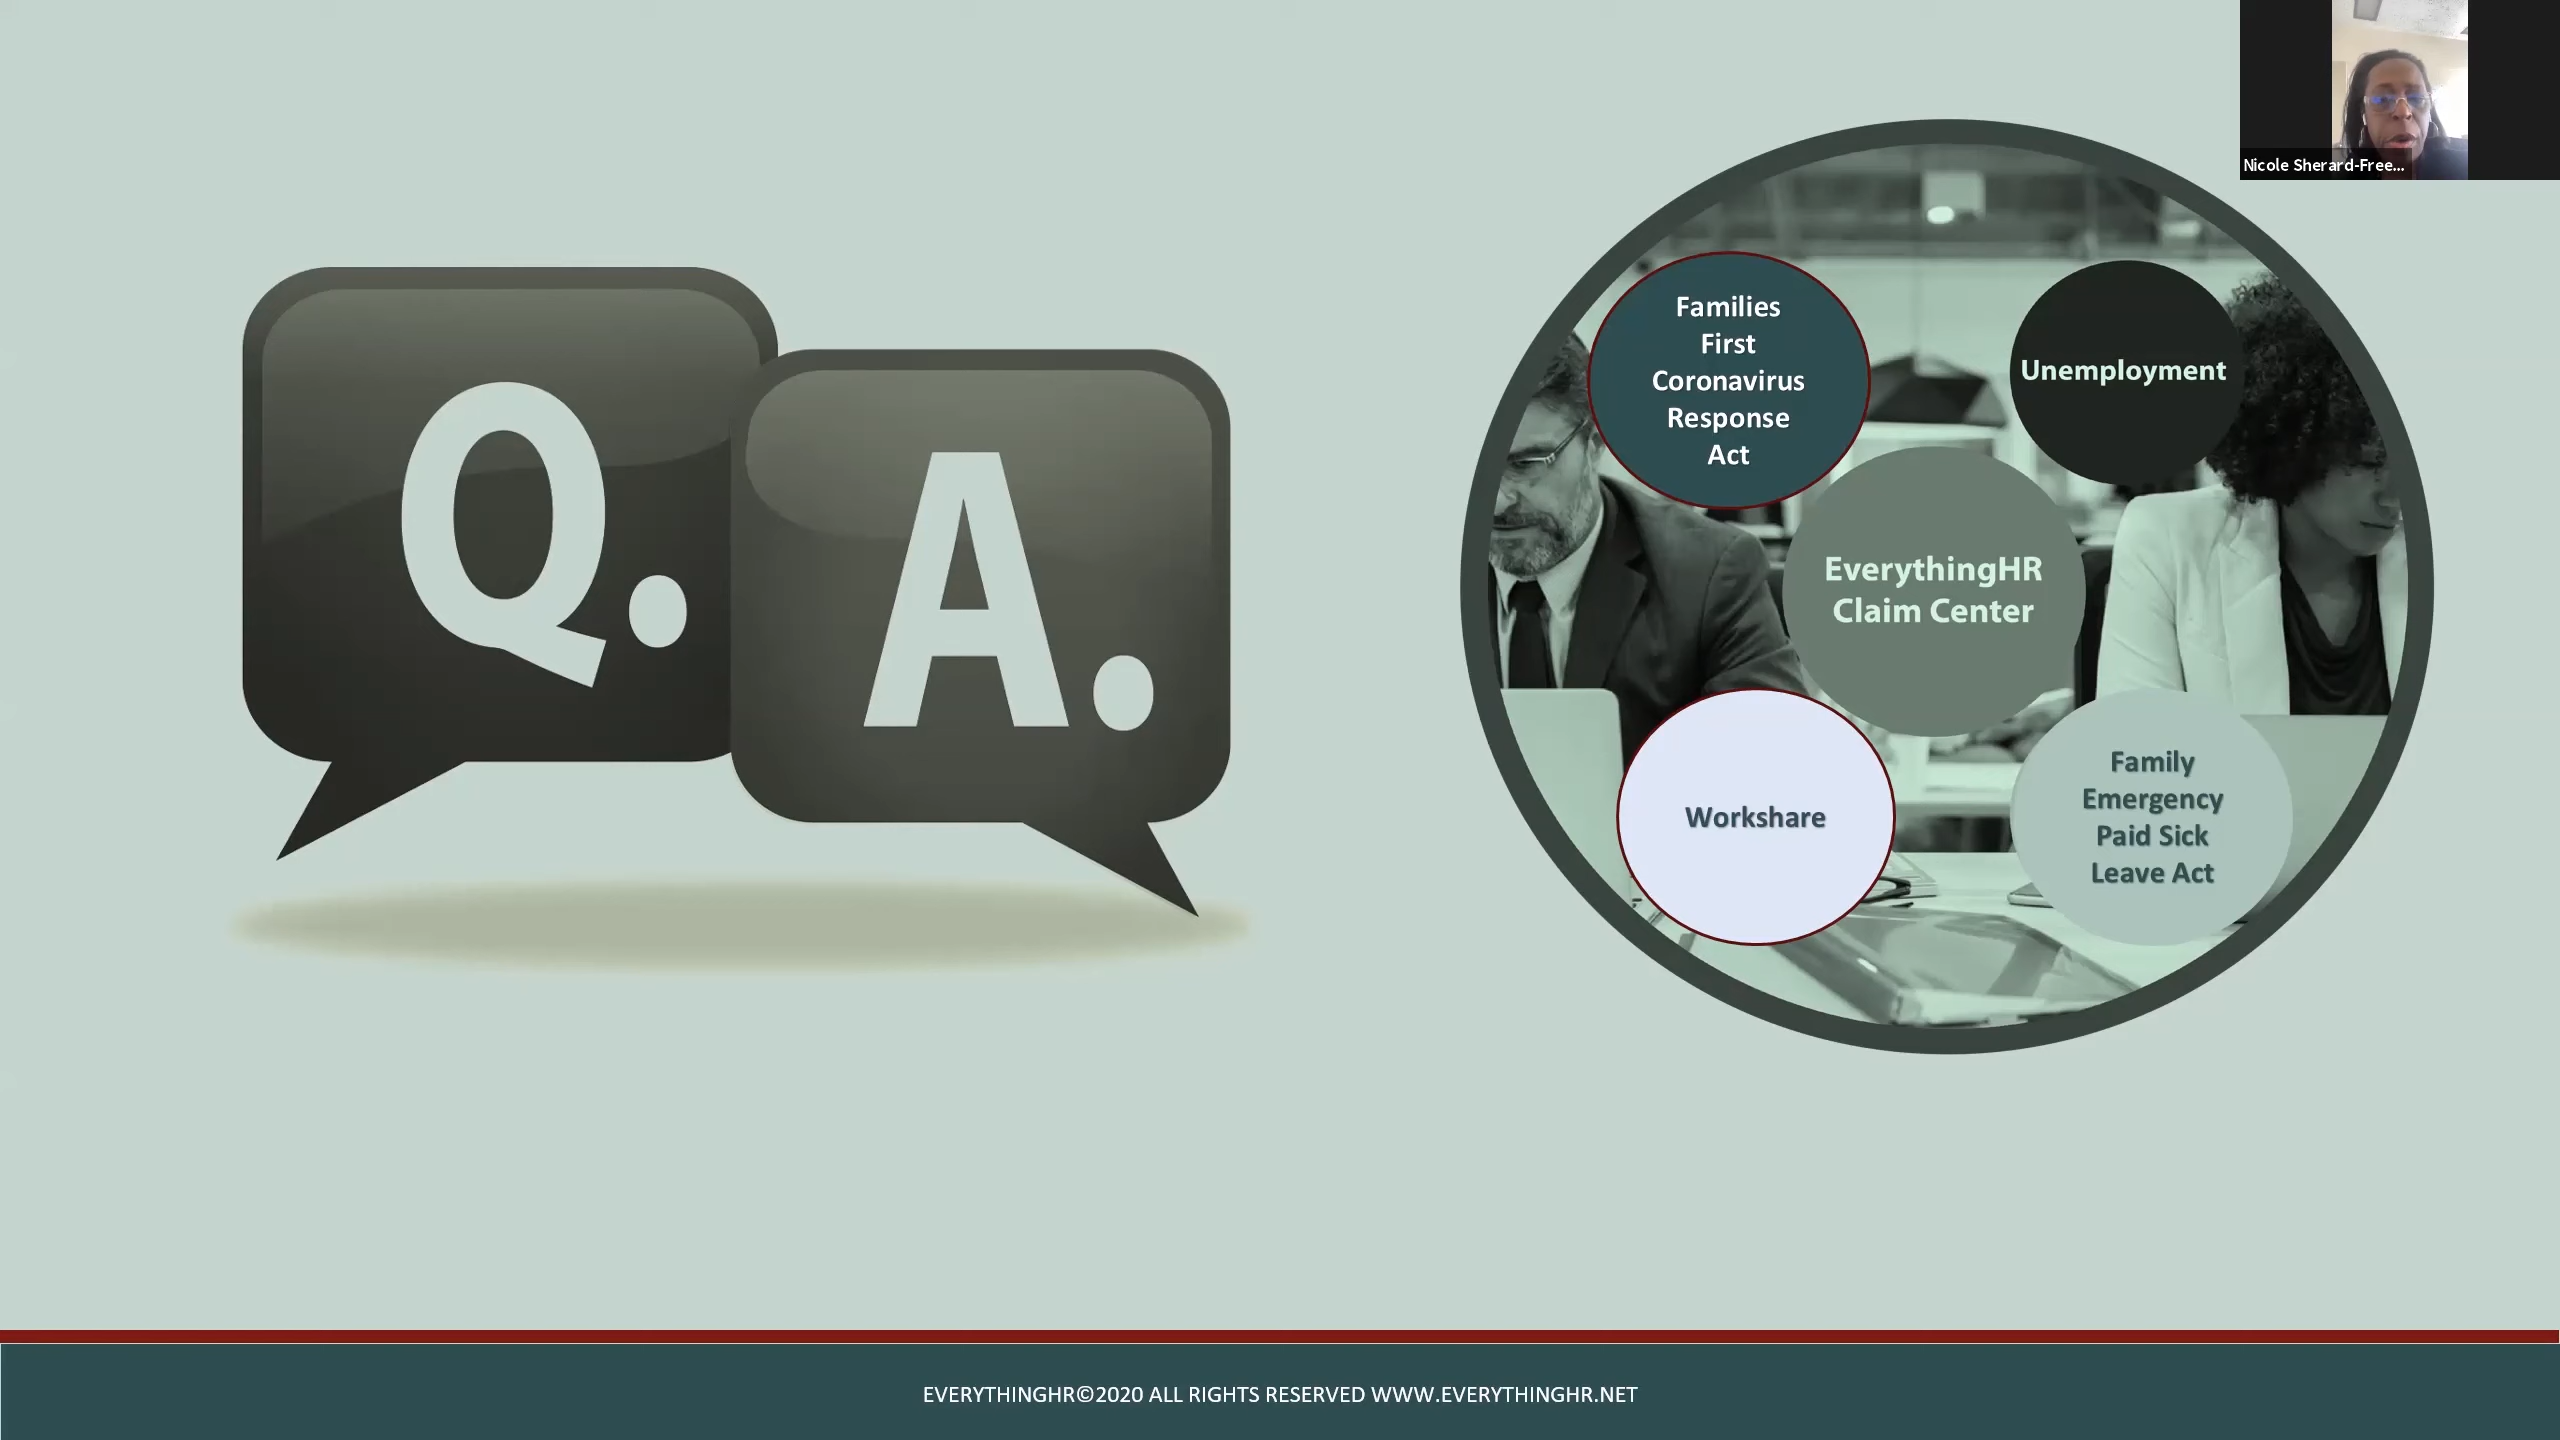 Nicole Sherard-Free...
Q.
A.
Families
First
Coronavirus
Response
Act
Unemployment
EverythingHR
Claim Center
Workshare
Family
Emergency
Paid Sick
Leave Act
EVERYTHINGHR©2020 ALL RIGHTS RESERVED WWW.EVERYTHINGHR.NET